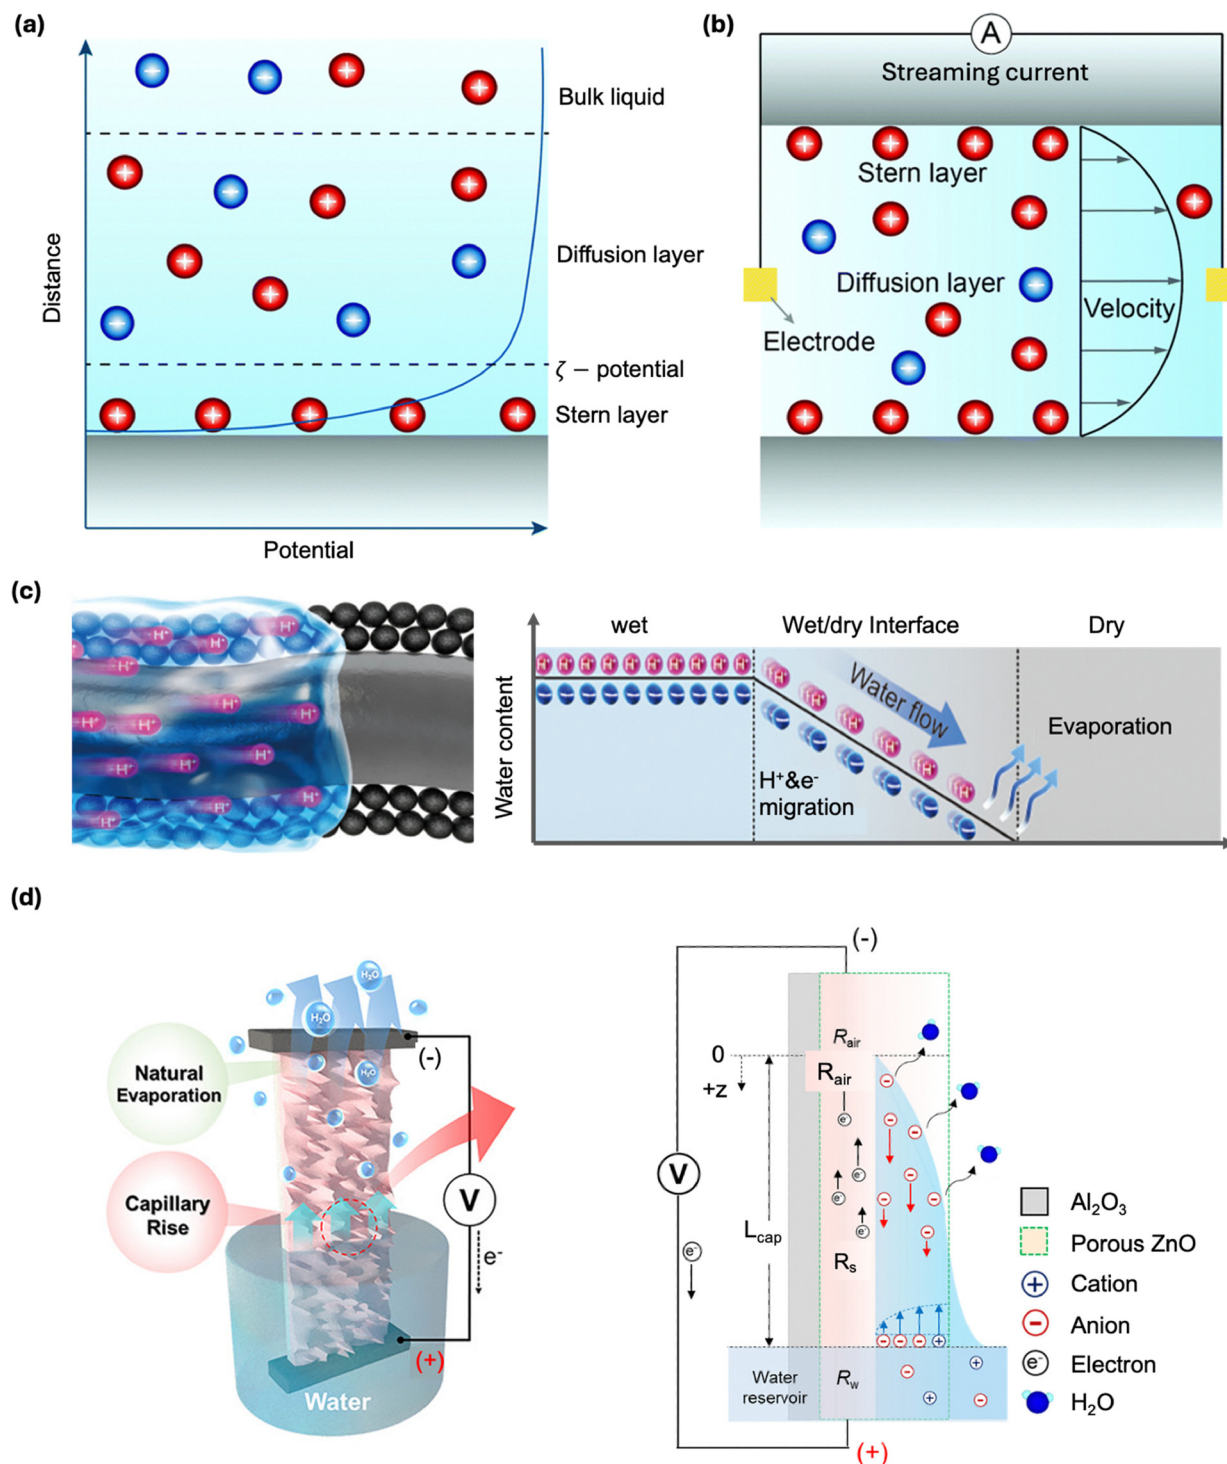 (a)
Distance
Bulk liquid
Diffusion layer
ζ – potential
Stern layer
Potential
(b)
A
Streaming current
Stern layer
Diffusion layer
Electrode
Velocity
(c)
H⁺ H⁺ H⁺ H⁺ H⁺ H⁺ H⁺ H⁺ H⁺ H⁺
Water content
wet
Wet/dry Interface
Dry
H⁺ H⁺ H⁺ H⁺ H⁺ H⁺ H⁺ H⁺ H⁺ H⁺
H⁺ H⁺ H⁺ H⁺ H⁺ H⁺
Water flow
Evaporation
H⁺&e⁻
migration
(d)
H₂O
H₂O
H₂O
Natural
Evaporation
Capillary
Rise
(-)
V
e⁻
(+)
Water
(-)
V
e⁻
0
+z
L_cap
R_air
R_air
e⁻
e⁻
e⁻
e⁻
R_s
Water
reservoir
R_w
(+)
Al₂O₃
Porous ZnO
Cation
Anion
e⁻ Electron
H₂O